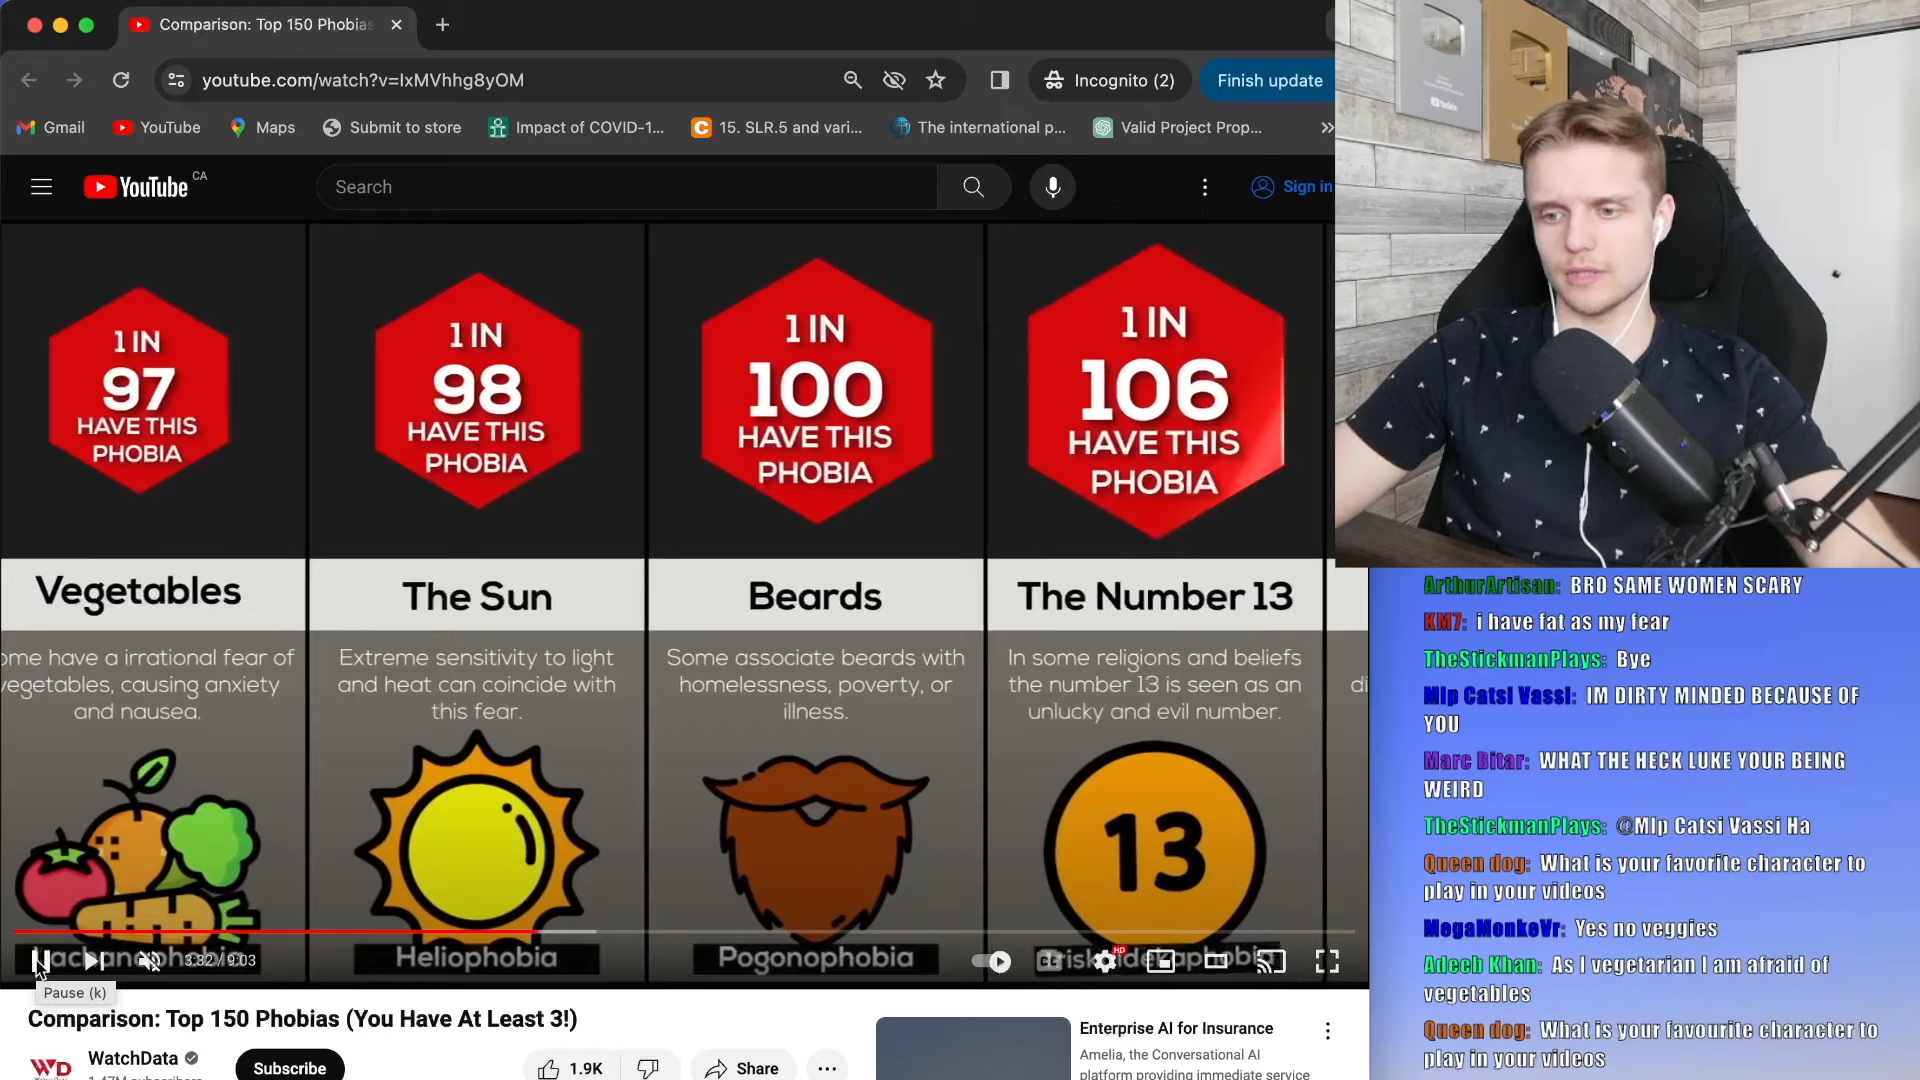 Comparison: Top 150 Phobias
youtube.com/watch?v=IxMVhhg8yOM
Incognito (2)
Finish update
Gmail
YouTube
Maps
Submit to store
Impact of COVID-1...
15. SLR.5 and vari...
The international p...
Valid Project Prop...
YouTube CA
Search
Sign in
1 IN
97
HAVE THIS
PHOBIA
1 IN
98
HAVE THIS
PHOBIA
1 IN
100
HAVE THIS
PHOBIA
1 IN
106
HAVE THIS
PHOBIA
Vegetables
The Sun
Beards
The Number 13
ome have a irrational fear of
vegetables, causing anxiety
and nausea.
Extreme sensitivity to light
and heat can coincide with
this fear.
Some associate beards with
homelessness, poverty, or
illness.
In some religions and beliefs
the number 13 is seen as an
unlucky and evil number.
di
13
Heliophobia
Pogonophobia
3:32 / 9:03
HD
Pause (k)
Comparison: Top 150 Phobias (You Have At Least 3!)
WD
WatchData
Subscribe
1.9K
Share
Enterprise AI for Insurance
Amelia, the Conversational AI
platform providing immediate service
ArthurArtisan: BRO SAME WOMEN SCARY
KM7: i have fat as my fear
TheStickmanPlays: Bye
Mlp Catsi Vassi: IM DIRTY MINDED BECAUSE OF
YOU
Marc Bitar: WHAT THE HECK LUKE YOUR BEING
WEIRD
TheStickmanPlays: @Mlp Catsi Vassi Ha
Queen dog: What is your favorite character to
play in your videos
MegaMonkeVr: Yes no veggies
Adeeb Khan: As I vegetarian I am afraid of
vegetables
Queen dog: What is your favourite character to
play in your videos